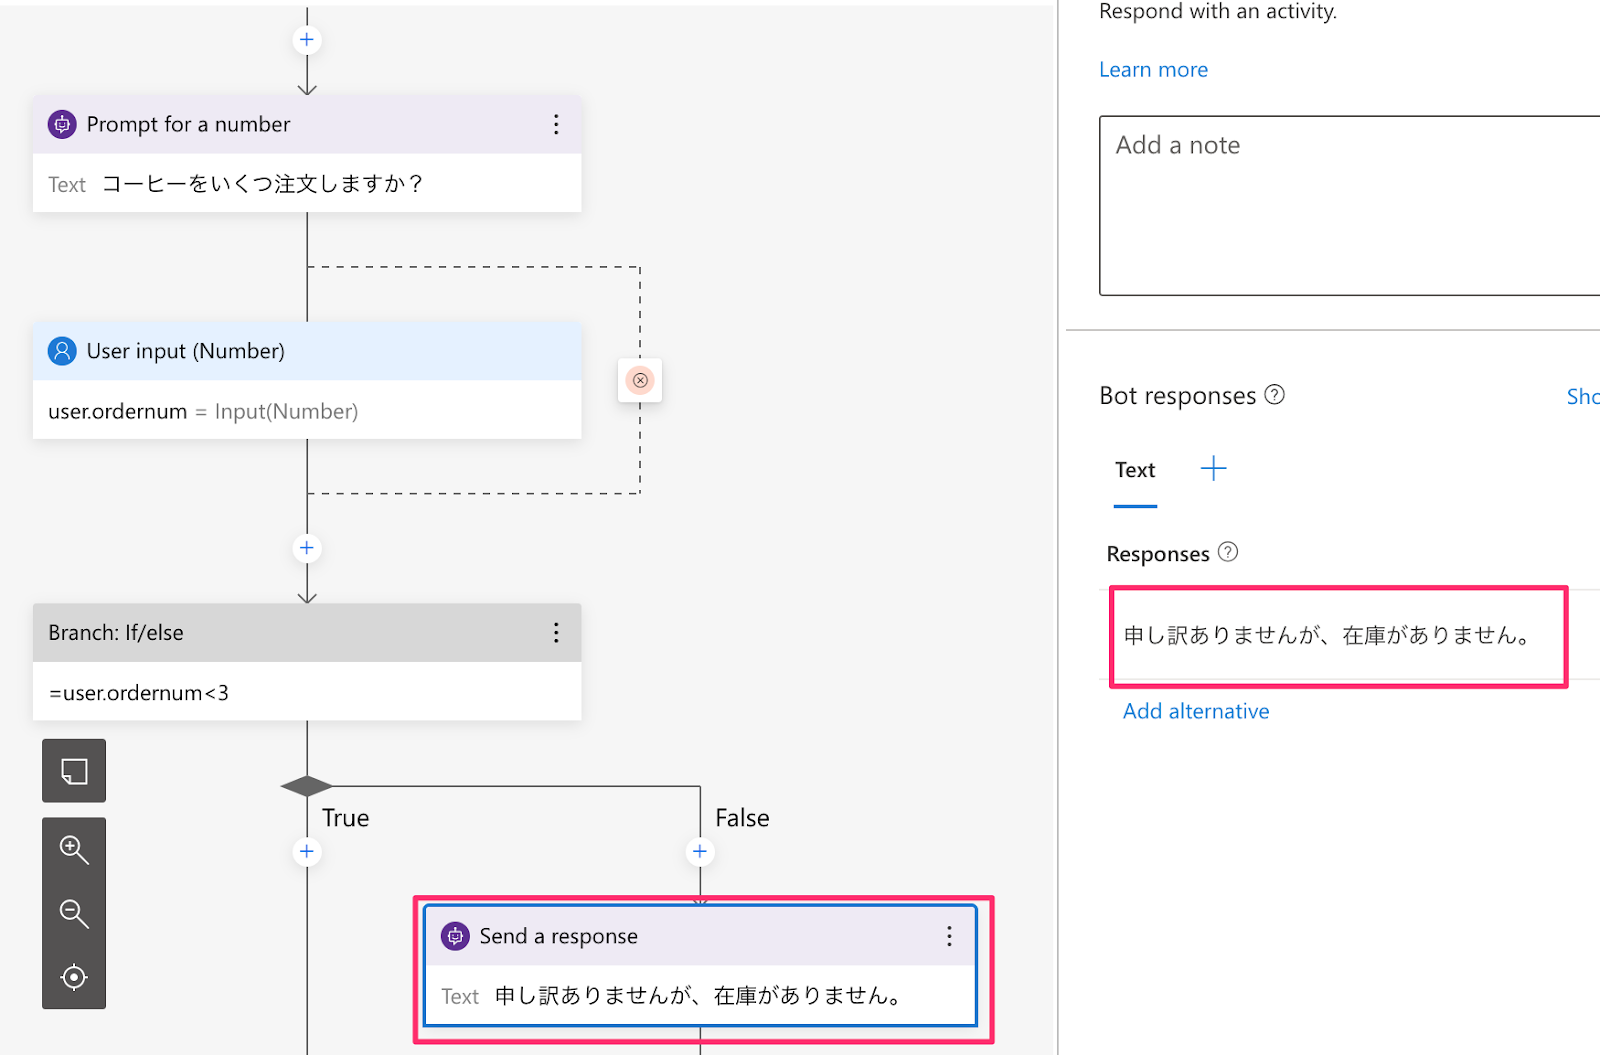 Prompt for a number
Text コーヒーをいくつ注文しますか？
User input (Number)
user.ordernum = Input(Number)
Branch: If/else
=user.ordernum<3
True
False
Send a response
Text 申し訳ありませんが、在庫がありません。
Respond with an activity.
Learn more
Add a note
Bot responses
Sho
Text
Responses
申し訳ありませんが、在庫がありません。
Add alternative